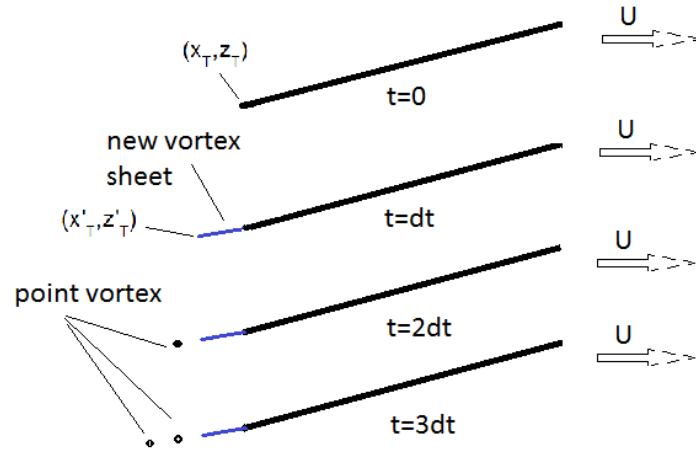 U
(x_T,z_T)
t=0
new vortex
sheet
U
(x'_T,z'_T)
t=dt
U
point vortex
t=2dt
U
t=3dt